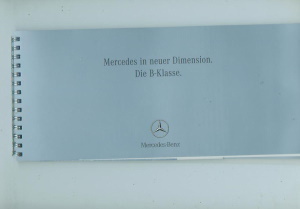 Mercedes in neuer Dimension.
Die B-Klasse.
Mercedes-Benz